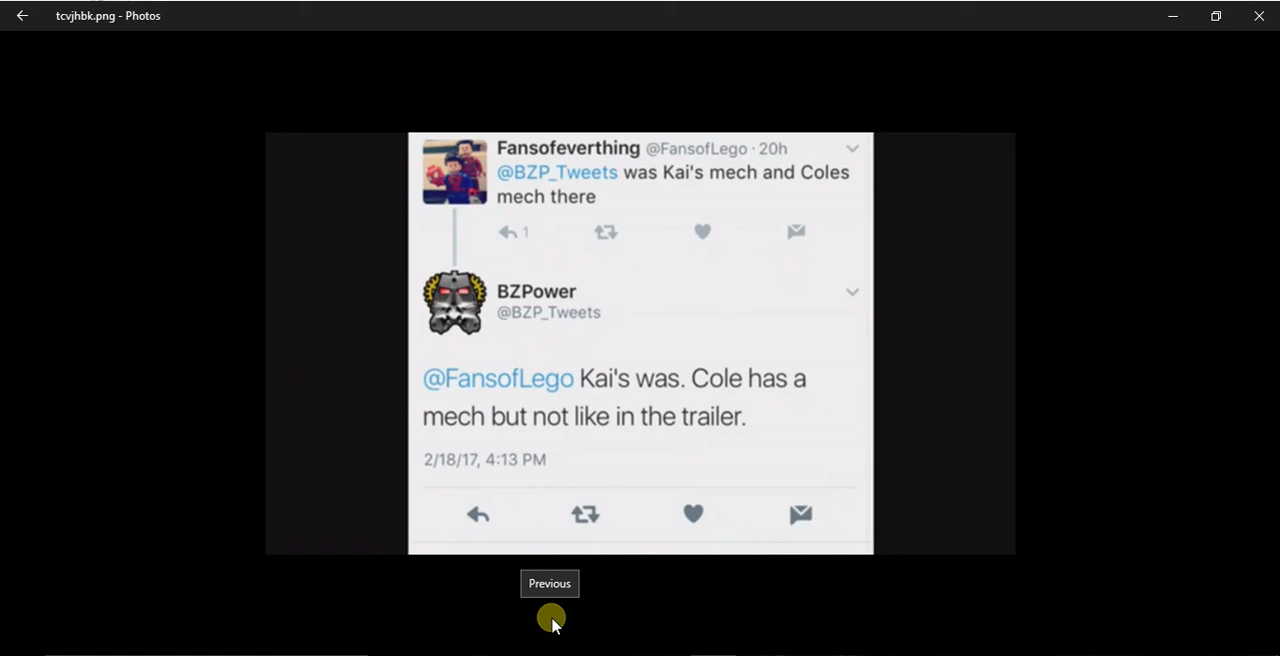 tcvjhbk.png - Photos
Fansofeverthing @FansofLego · 20h
@BZP_Tweets was Kai's mech and Coles
mech there
1
BZPower
@BZP_Tweets
@FansofLego Kai's was. Cole has a
mech but not like in the trailer.
2/18/17, 4:13 PM
Previous